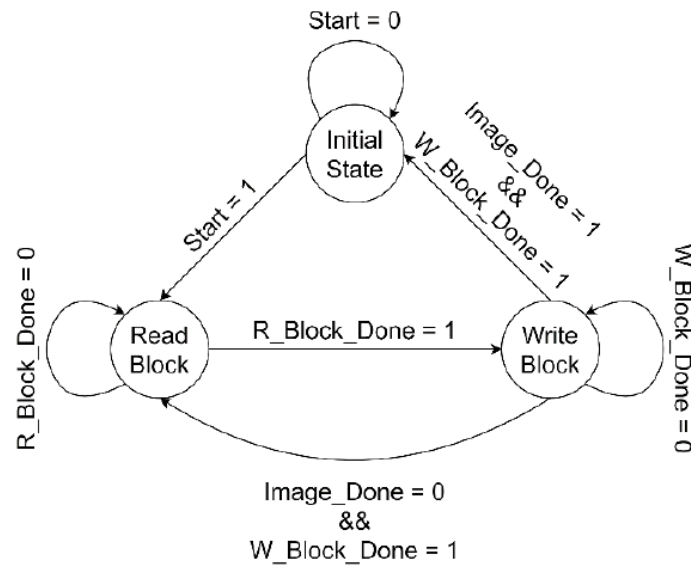 Start = 0
Initial
State
Image_Done = 1
&&
W_Block_Done = 1
Start = 1
R_Block_Done = 0
Read
Block
R_Block_Done = 1
Write
Block
W_Block_Done = 0
Image_Done = 0
&&
W_Block_Done = 1